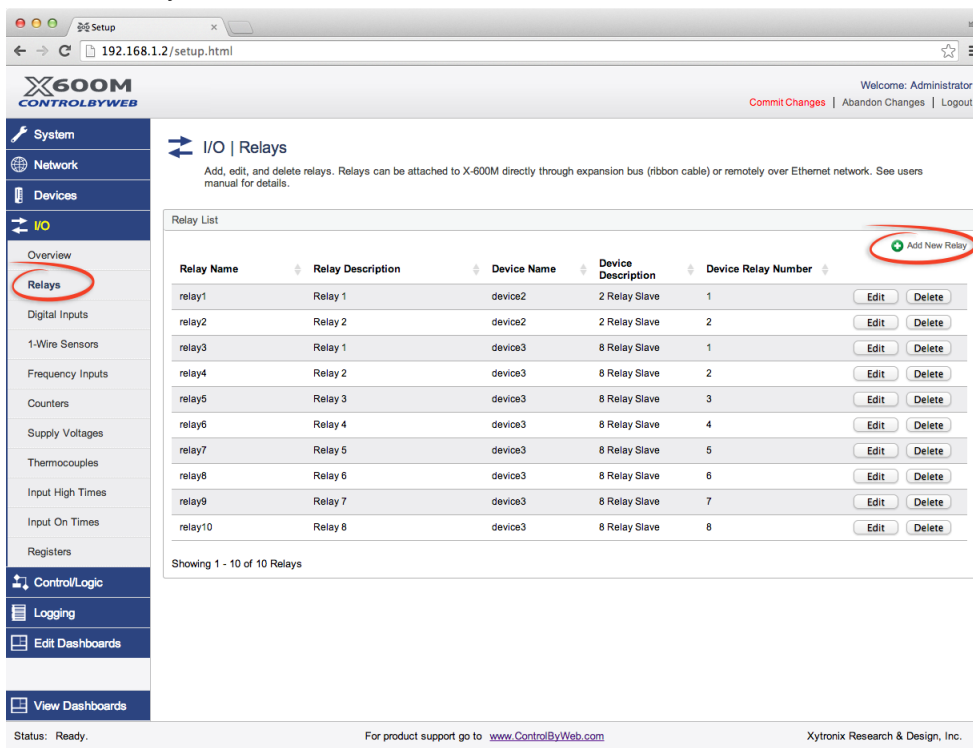 Setup
192.168.1.2/setup.html
X600M
CONTROLBYWEB
Welcome: Administrator
Commit Changes | Abandon Changes | Logout
System
Network
Devices
I/O
Overview
Relays
Digital Inputs
1-Wire Sensors
Frequency Inputs
Counters
Supply Voltages
Thermocouples
Input High Times
Input On Times
Registers
Control/Logic
Logging
Edit Dashboards
View Dashboards
I/O | Relays
Add, edit, and delete relays. Relays can be attached to X-600M directly through expansion bus (ribbon cable) or remotely over Ethernet network. See users
manual for details.
Relay List
Add New Relay
Relay Name Relay Description Device Name Device Description Device Relay Number
relay1 Relay 1 device2 2 Relay Slave 1 Edit Delete
relay2 Relay 2 device2 2 Relay Slave 2 Edit Delete
relay3 Relay 1 device3 8 Relay Slave 1 Edit Delete
relay4 Relay 2 device3 8 Relay Slave 2 Edit Delete
relay5 Relay 3 device3 8 Relay Slave 3 Edit Delete
relay6 Relay 4 device3 8 Relay Slave 4 Edit Delete
relay7 Relay 5 device3 8 Relay Slave 5 Edit Delete
relay8 Relay 6 device3 8 Relay Slave 6 Edit Delete
relay9 Relay 7 device3 8 Relay Slave 7 Edit Delete
relay10 Relay 8 device3 8 Relay Slave 8 Edit Delete
Showing 1 - 10 of 10 Relays
Status: Ready.
For product support go to www.ControlByWeb.com
Xytronix Research & Design, Inc.